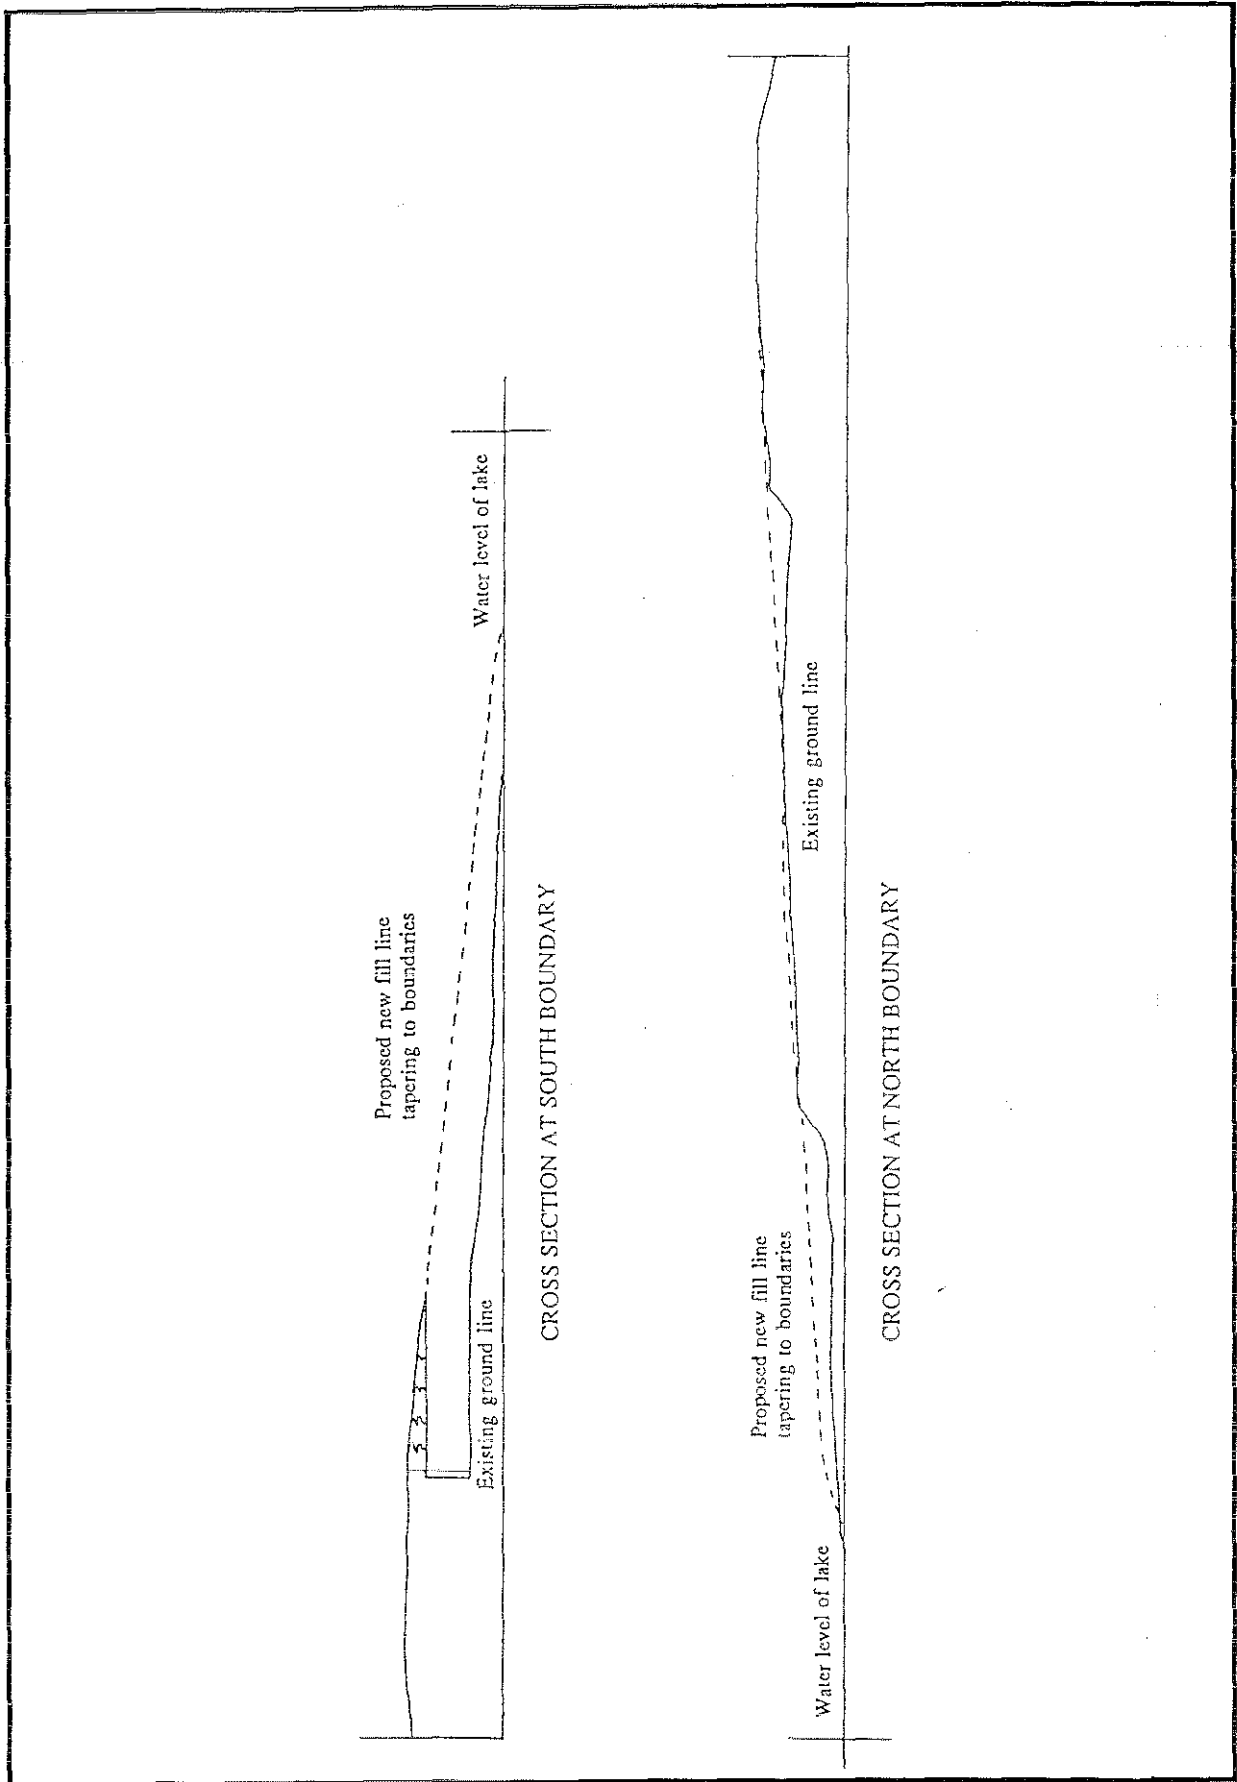 Proposed new fill line
tapering to boundaries
Water level of lake
Existing ground line
CROSS SECTION AT SOUTH BOUNDARY
Proposed new fill line
tapering to boundaries
Existing ground line
Water level of lake
CROSS SECTION AT NORTH BOUNDARY